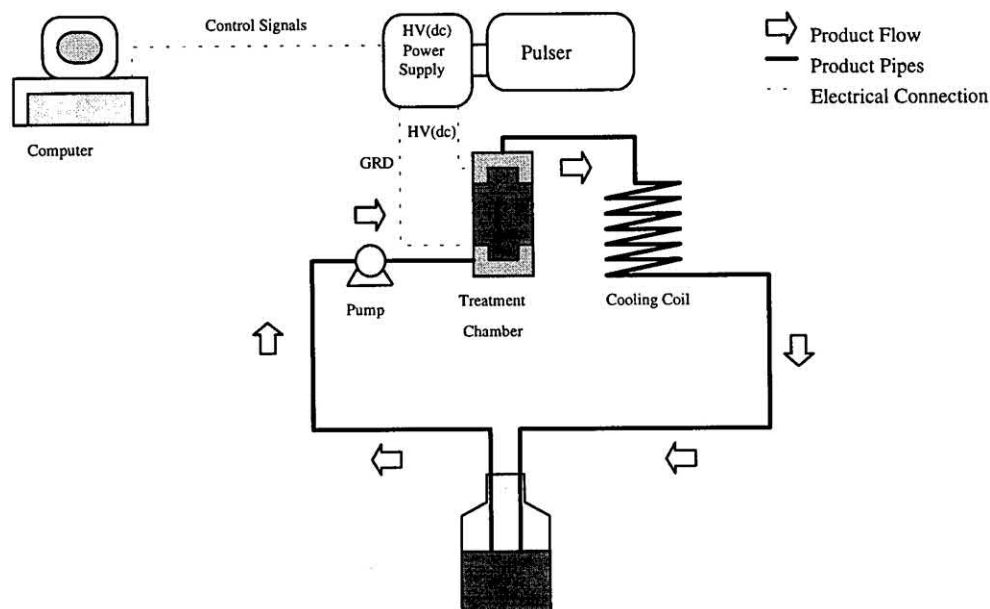 Control Signals
HV(dc)
Power
Supply
Pulser
Product Flow
Product Pipes
Electrical Connection
Computer
HV(dc)
GRD
Pump
Treatment
Chamber
Cooling Coil